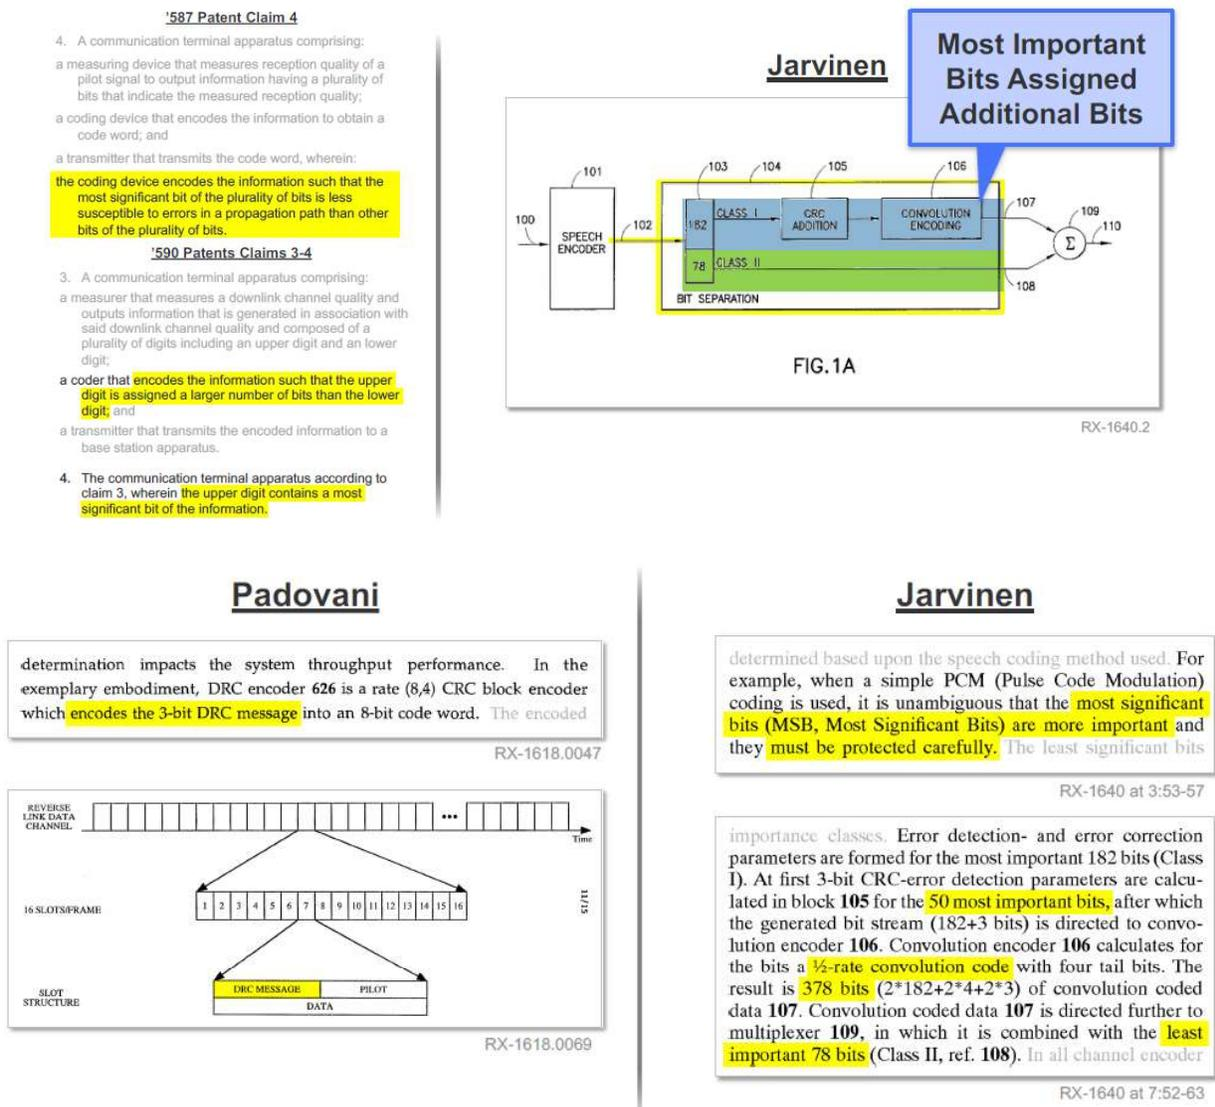 '587 Patent Claim 4
4. A communication terminal apparatus comprising:
a measuring device that measures reception quality of a
pilot signal to output information having a plurality of
bits that indicate the measured reception quality;
a coding device that encodes the information to obtain a
code word; and
a transmitter that transmits the code word, wherein:
the coding device encodes the information such that the
most significant bit of the plurality of bits is less
susceptible to errors in a propagation path than other
bits of the plurality of bits.
'590 Patents Claims 3-4
3. A communication terminal apparatus comprising:
a measurer that measures a downlink channel quality and
outputs information that is generated in association with
said downlink channel quality and composed of a
plurality of digits including an upper digit and an lower
digit;
a coder that encodes the information such that the upper
digit is assigned a larger number of bits than the lower
digit; and
a transmitter that transmits the encoded information to a
base station apparatus.
4. The communication terminal apparatus according to
claim 3, wherein the upper digit contains a most
significant bit of the information.
Jarvinen
Most Important
Bits Assigned
Additional Bits
100
101
SPEECH
ENCODER
102
103
104
105
106
182
CLASS I
CRC
ADDITION
CONVOLUTION
ENCODING
107
109
110
Σ
78
CLASS II
108
BIT SEPARATION
FIG.1A
RX-1640.2
Padovani
determination impacts the system throughput performance. In the
exemplary embodiment, DRC encoder 626 is a rate (8,4) CRC block encoder
which encodes the 3-bit DRC message into an 8-bit code word. The encoded
RX-1618.0047
REVERSE
LINK DATA
CHANNEL
...
Time
16 SLOTS/FRAME
1 2 3 4 5 6 7 8 9 10 11 12 13 14 15 16
11/15
SLOT
STRUCTURE
DRC MESSAGE
PILOT
DATA
RX-1618.0069
Jarvinen
determined based upon the speech coding method used. For
example, when a simple PCM (Pulse Code Modulation)
coding is used, it is unambiguous that the most significant
bits (MSB, Most Significant Bits) are more important and
they must be protected carefully. The least significant bits
RX-1640 at 3:53-57
importance classes. Error detection- and error correction
parameters are formed for the most important 182 bits (Class
I). At first 3-bit CRC-error detection parameters are calcu-
lated in block 105 for the 50 most important bits, after which
the generated bit stream (182+3 bits) is directed to convo-
lution encoder 106. Convolution encoder 106 calculates for
the bits a ½-rate convolution code with four tail bits. The
result is 378 bits (2*182+2*4+2*3) of convolution coded
data 107. Convolution coded data 107 is directed further to
multiplexer 109, in which it is combined with the least
important 78 bits (Class II, ref. 108). In all channel encoder
RX-1640 at 7:52-63